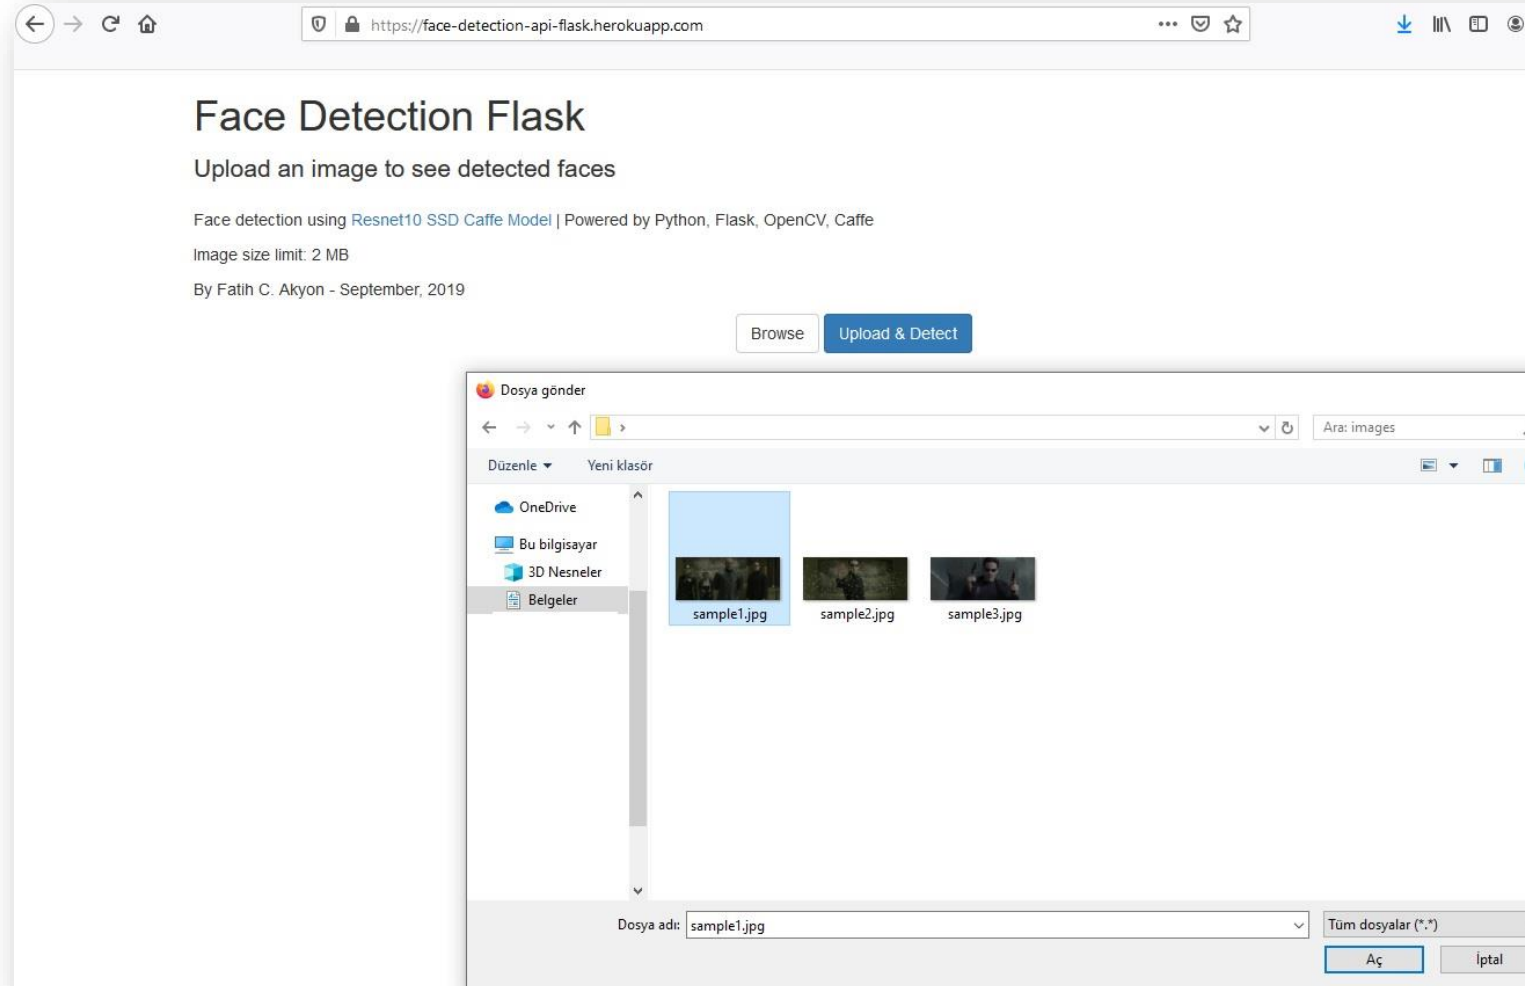 https://face-detection-api-flask.herokuapp.com
Face Detection Flask
Upload an image to see detected faces
Face detection using Resnet10 SSD Caffe Model | Powered by Python, Flask, OpenCV, Caffe
Image size limit: 2 MB
By Fatih C. Akyon - September, 2019
Browse Upload & Detect
Dosya gönder
Ara: images
Düzenle Yeni klasör
OneDrive
Bu bilgisayar
3D Nesneler
Belgeler
sample1.jpg sample2.jpg sample3.jpg
Dosya adı: sample1.jpg Tüm dosyalar (*.*)
Aç İptal